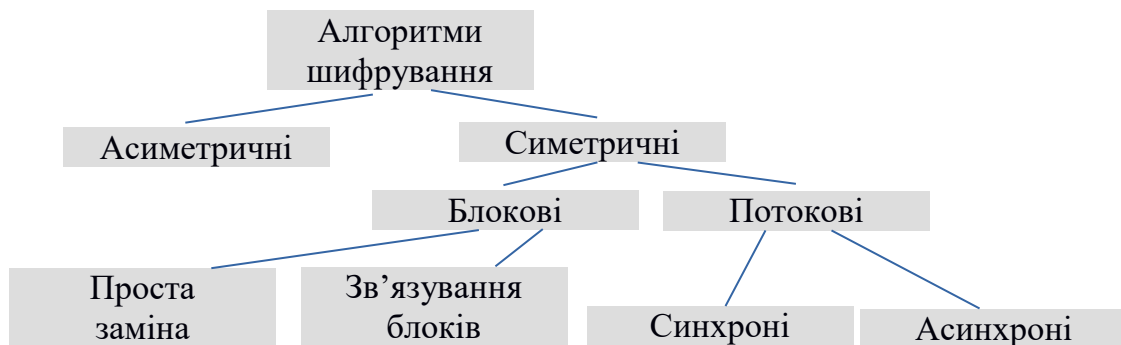 Алгоритми
шифрування
Асиметричні
Симетричні
Блокові
Потокові
Проста
заміна
Зв’язування
блоків
Синхроні
Асинхроні